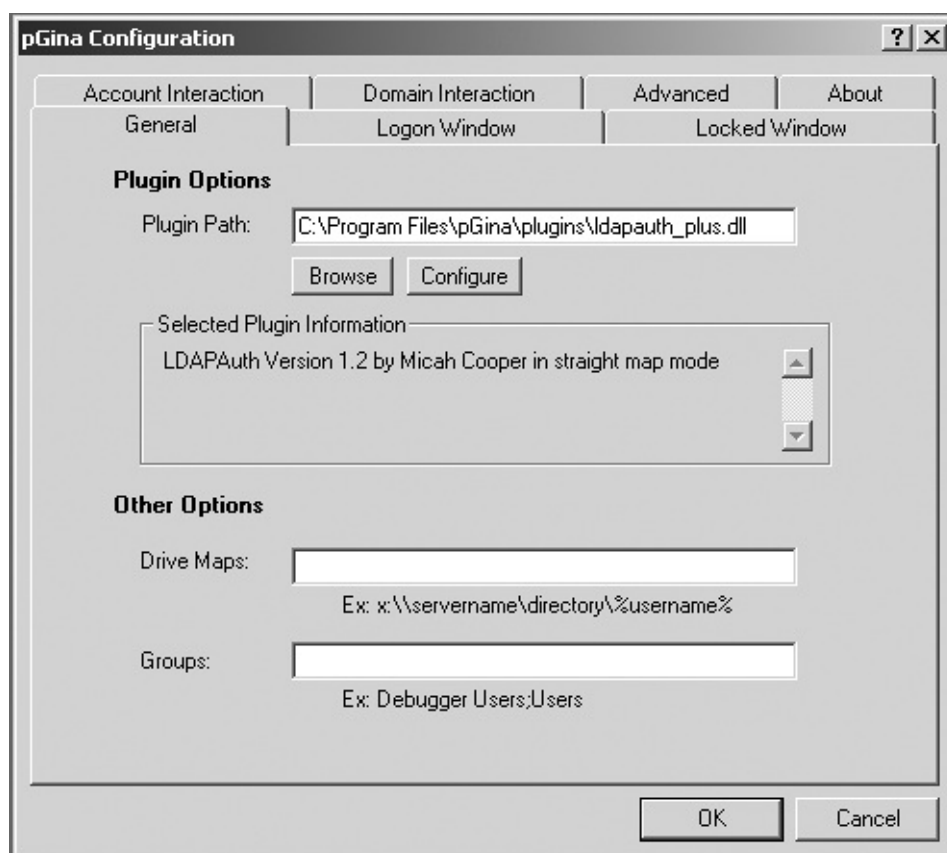 pGina Configuration
Account Interaction
Domain Interaction
Advanced
About
General
Logon Window
Locked Window
Plugin Options
Plugin Path:
C:\Program Files\pGina\plugins\ldapauth_plus.dll
Browse
Configure
Selected Plugin Information
LDAPAuth Version 1.2 by Micah Cooper in straight map mode
Other Options
Drive Maps:
Ex: x:\\servername\directory\%username%
Groups:
Ex: Debugger Users;Users
OK
Cancel